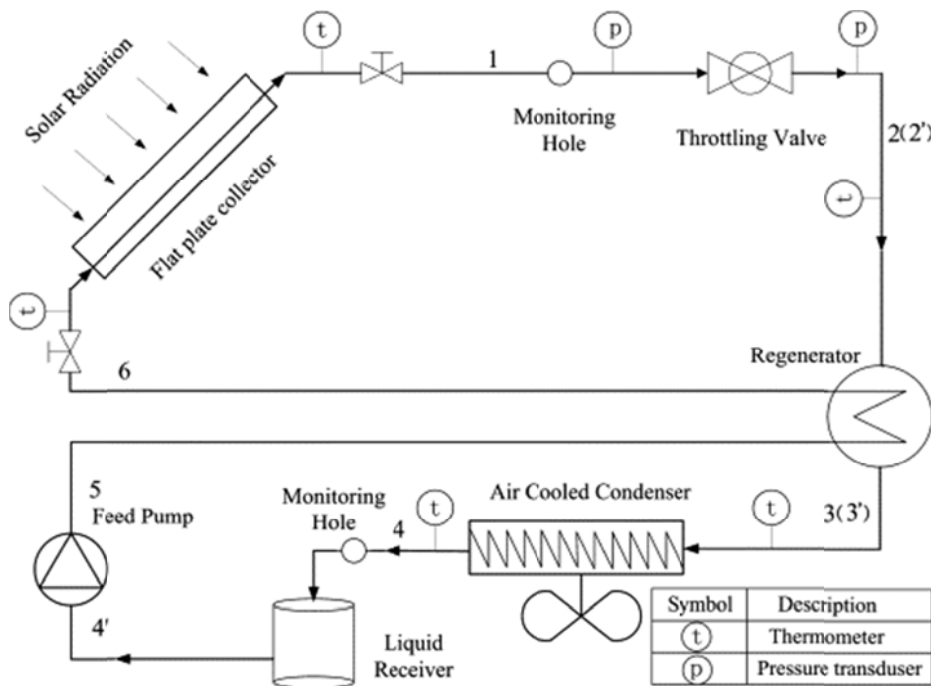 t
p
p
Solar Radiation
1
Monitoring
Hole
Throttling Valve
2(2')
Flat plate collector
t
t
6
Regenerator
5
Feed Pump
Monitoring
Hole
4
t
Air Cooled Condenser
t
3(3')
4'
Liquid
Receiver
Symbol Description
t Thermometer
p Pressure transduser